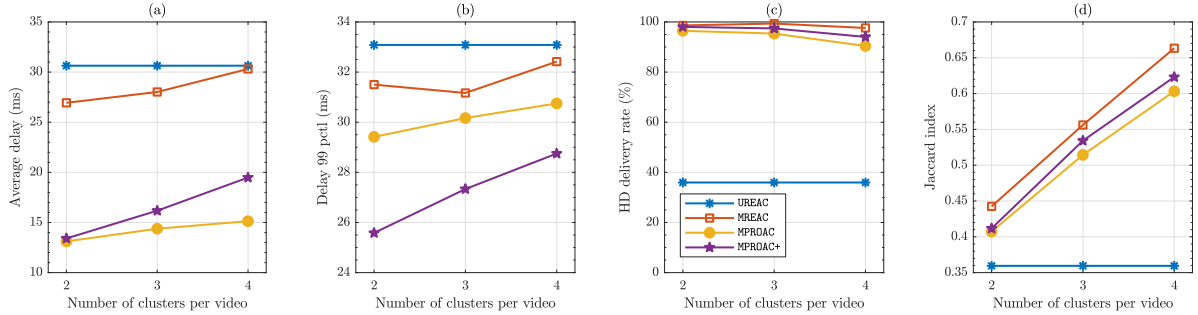 (a)
35
30
25
20
15
10
2
3
4
Average delay (ms)
Number of clusters per video
(b)
34
32
30
28
26
24
2
3
4
Delay 99 pctl (ms)
Number of clusters per video
(c)
100
80
60
40
20
0
2
3
4
HD delivery rate (%)
Number of clusters per video
UREAC
MREAC
MPROAC
MPROAC+
(d)
0.7
0.65
0.6
0.55
0.5
0.45
0.4
0.35
2
3
4
Jaccard index
Number of clusters per video